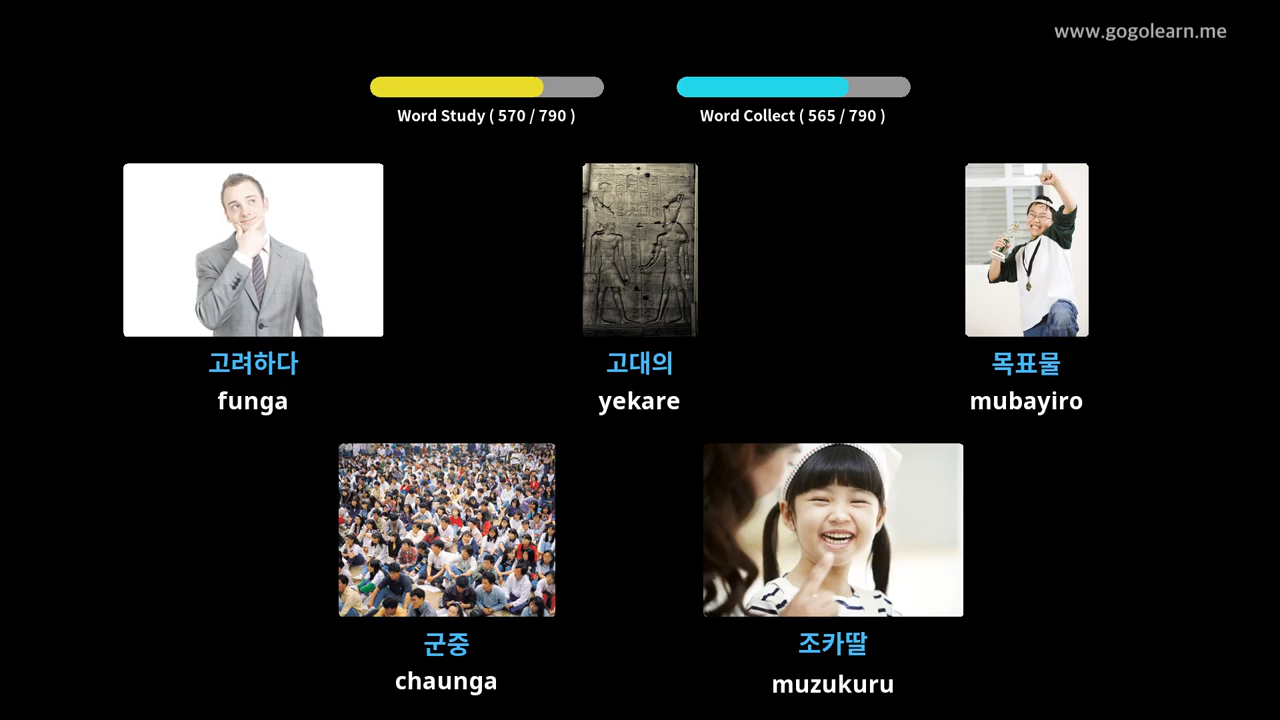 www.gogolearn.me
Word Study ( 570 / 790 )
Word Collect ( 565 / 790 )
고려하다
funga
고대의
yekare
목표물
mubayiro
군중
chaunga
조카딸
muzukuru